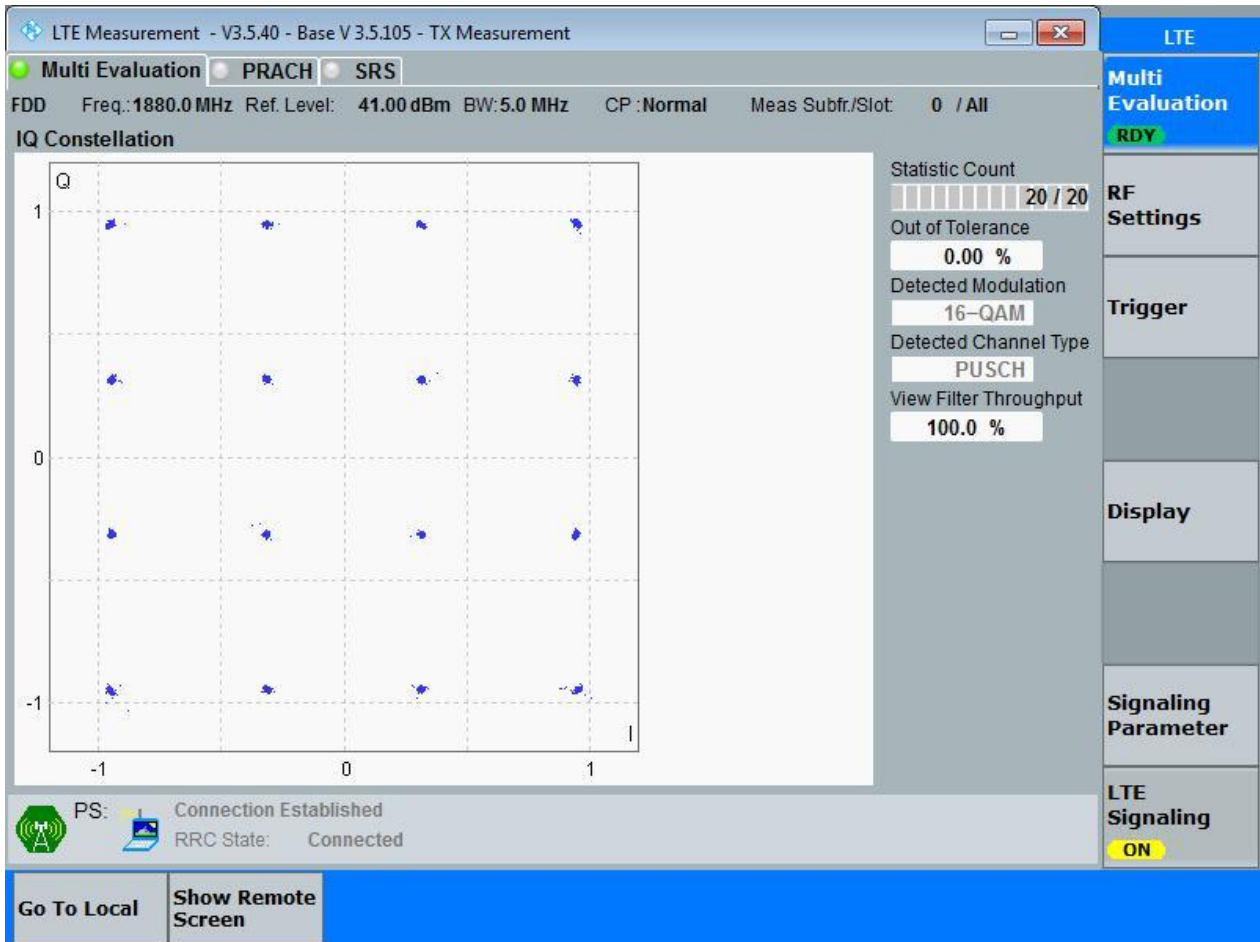 LTE Measurement - V3.5.40 - Base V 3.5.105 - TX Measurement
LTE
Multi Evaluation PRACH SRS
Multi
Evaluation
RDY
FDD Freq.: 1880.0 MHz Ref. Level: 41.00 dBm BW: 5.0 MHz CP : Normal Meas Subfr./Slot: 0 / All
IQ Constellation
Q
1
0
-1
I
-1 0 1
Statistic Count
20 / 20
Out of Tolerance
0.00 %
Detected Modulation
16-QAM
Detected Channel Type
PUSCH
View Filter Throughput
100.0 %
RF
Settings
Trigger
Display
Signaling
Parameter
LTE
Signaling
ON
PS: Connection Established
RRC State: Connected
Go To Local
Show Remote
Screen